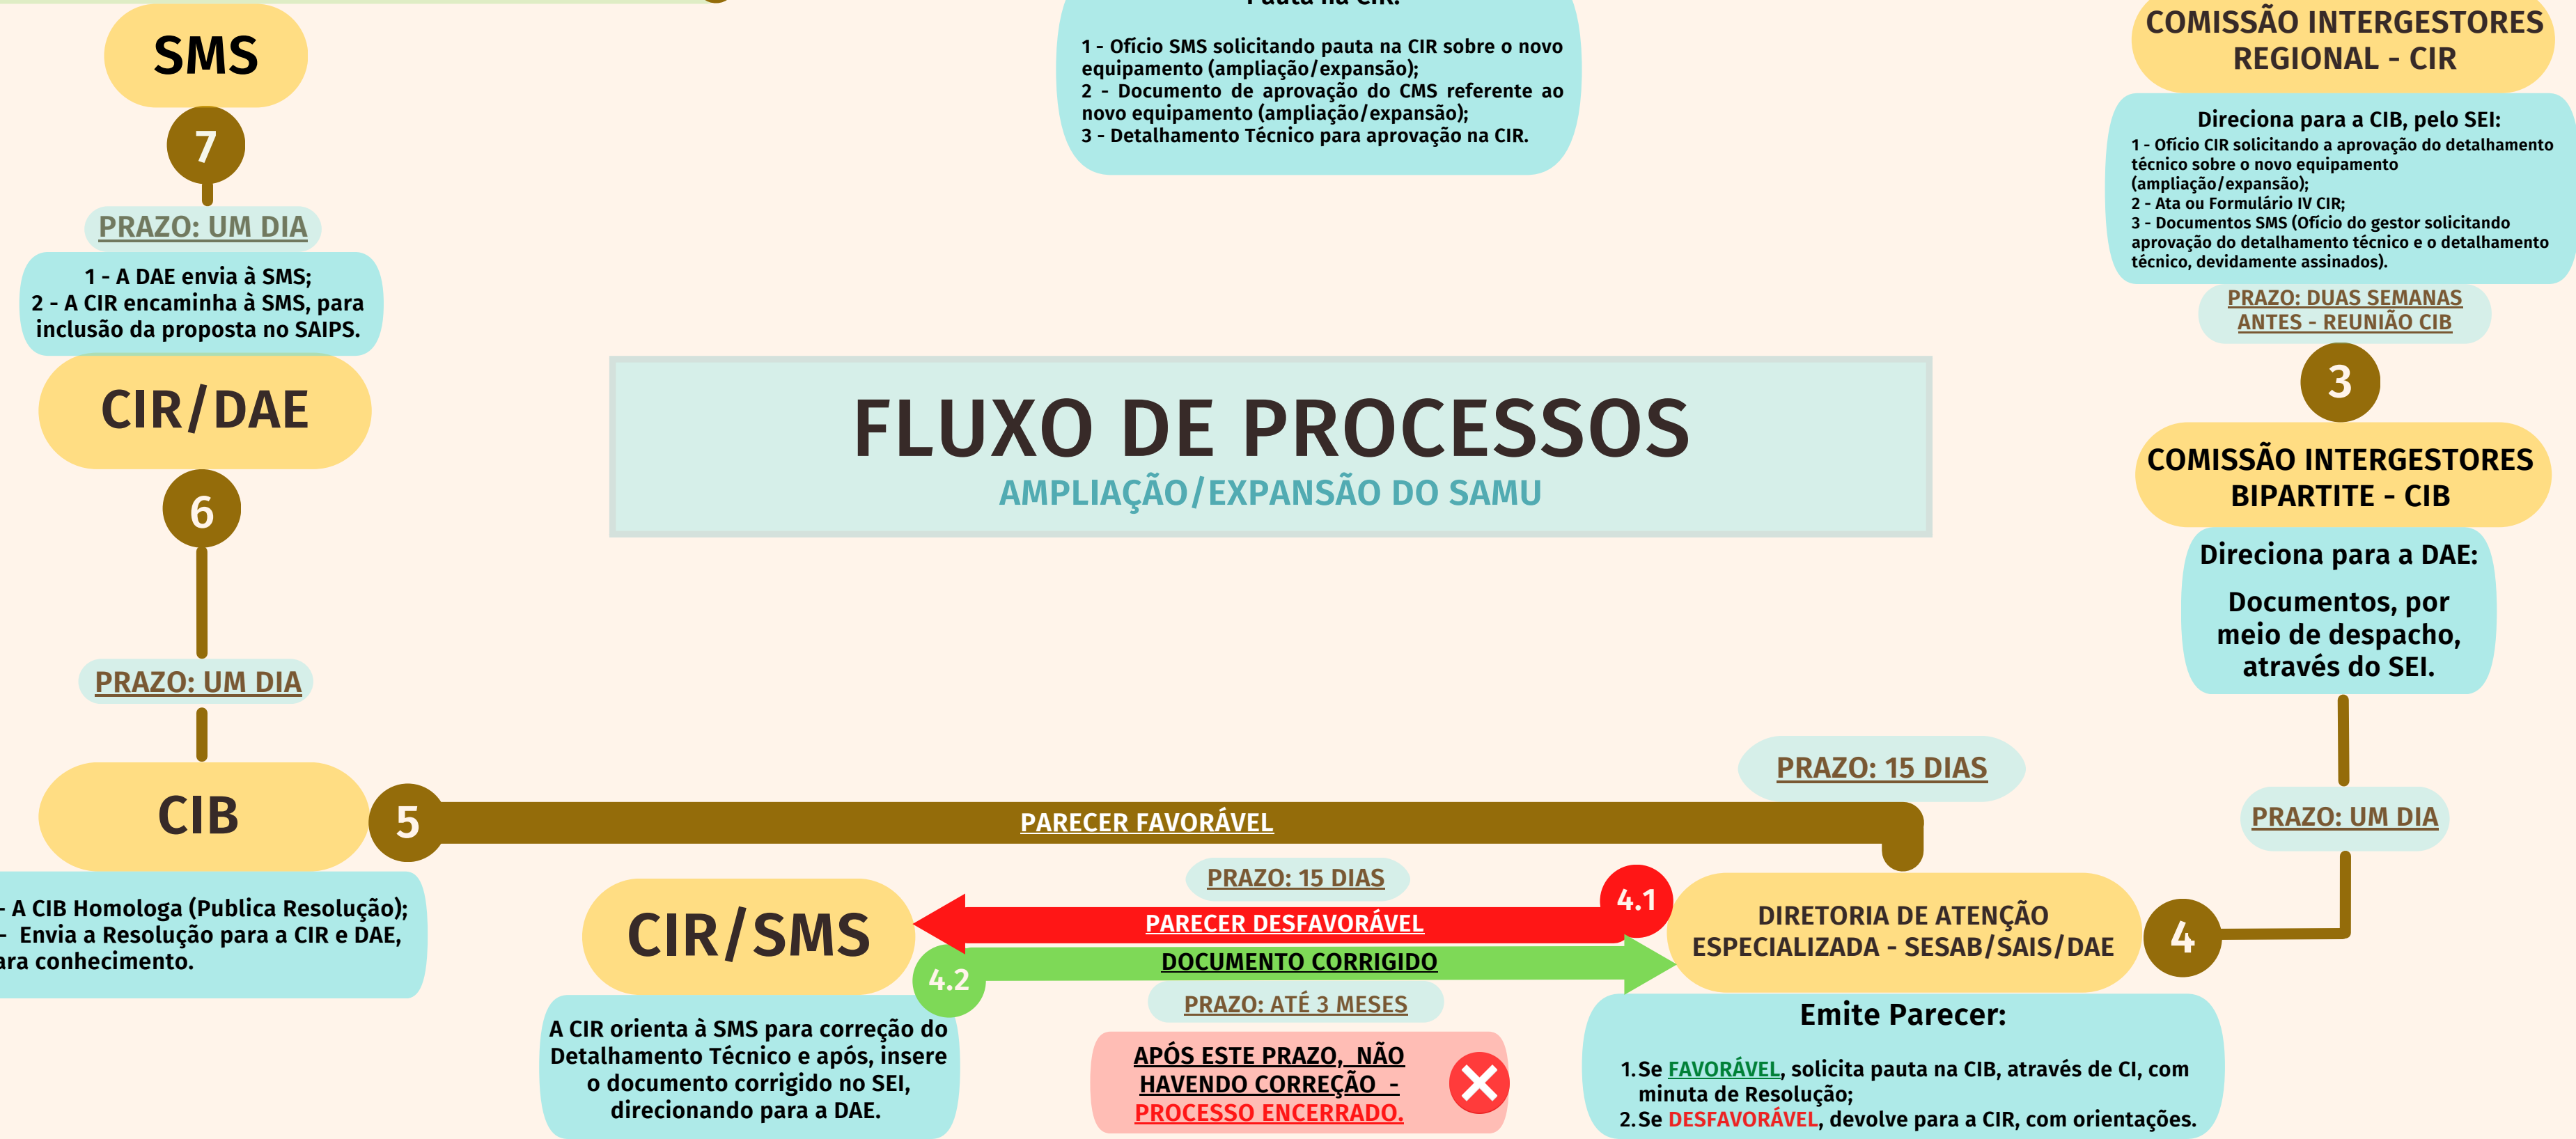 Pauta na CIR:
1 - Ofício SMS solicitando pauta na CIR sobre o novo
equipamento (ampliação/expansão);
2 - Documento de aprovação do CMS referente ao
novo equipamento (ampliação/expansão);
3 - Detalhamento Técnico para aprovação na CIR.
COMISSÃO INTERGESTORES
REGIONAL - CIR
Direciona para a CIB, pelo SEI:
1 - Ofício CIR solicitando a aprovação do detalhamento
técnico sobre o novo equipamento
(ampliação/expansão);
2 - Ata ou Formulário IV CIR;
3 - Documentos SMS (Ofício do gestor solicitando
aprovação do detalhamento técnico e o detalhamento
técnico, devidamente assinados).
PRAZO: DUAS SEMANAS
ANTES - REUNIÃO CIB
3
COMISSÃO INTERGESTORES
BIPARTITE - CIB
Direciona para a DAE:
Documentos, por
meio de despacho,
através do SEI.
PRAZO: UM DIA
4
SMS
7
PRAZO: UM DIA
1 - A DAE envia à SMS;
2 - A CIR encaminha à SMS, para
inclusão da proposta no SAIPS.
CIR/DAE
6
PRAZO: UM DIA
CIB
5
- A CIB Homologa (Publica Resolução);
- Envia a Resolução para a CIR e DAE,
ara conhecimento.
FLUXO DE PROCESSOS
AMPLIAÇÃO/EXPANSÃO DO SAMU
PRAZO: 15 DIAS
PARECER FAVORÁVEL
PRAZO: 15 DIAS
4.1
PARECER DESFAVORÁVEL
DOCUMENTO CORRIGIDO
4.2
PRAZO: ATÉ 3 MESES
APÓS ESTE PRAZO, NÃO
HAVENDO CORREÇÃO -
PROCESSO ENCERRADO.
CIR/SMS
A CIR orienta à SMS para correção do
Detalhamento Técnico e após, insere
o documento corrigido no SEI,
direcionando para a DAE.
DIRETORIA DE ATENÇÃO
ESPECIALIZADA - SESAB/SAIS/DAE
Emite Parecer:
1. Se FAVORÁVEL, solicita pauta na CIB, através de CI, com
minuta de Resolução;
2. Se DESFAVORÁVEL, devolve para a CIR, com orientações.